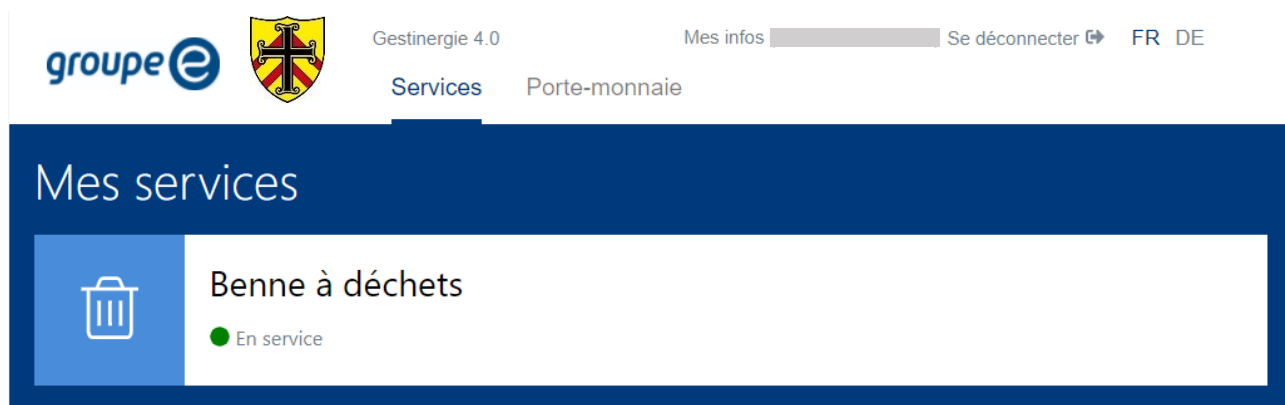 groupe e
Gestinergie 4.0
Mes infos
Se déconnecter
FR DE
Services
Porte-monnaie
Mes services
Benne à déchets
En service